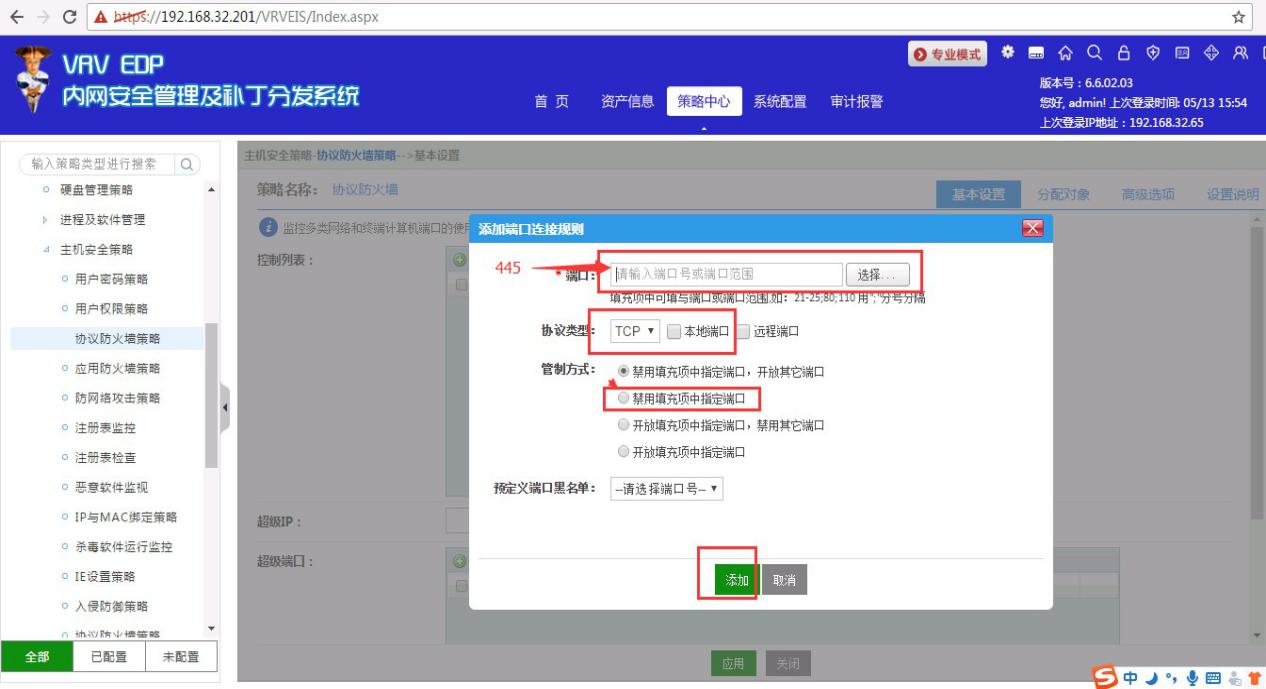 https://192.168.32.201/VRVEIS/Index.aspx
VRV EDP
内网安全管理及补丁分发系统
专业模式
首 页
资产信息
策略中心
系统配置
审计报警
版本号：6.6.02.03
您好, admin! 上次登录时间: 05/13 15:54
上次登录IP地址：192.168.32.65
输入策略类型进行搜索
硬盘管理策略
进程及软件管理
主机安全策略
用户密码策略
用户权限策略
协议防火墙策略
应用防火墙策略
防网络攻击策略
注册表监控
注册表检查
恶意软件监视
IP与MAC绑定策略
杀毒软件运行监控
IE设置策略
入侵防御策略
协议防火墙策略
全部
已配置
未配置
主机安全策略-协议防火墙策略-->基本设置
策略名称：
协议防火墙
基本设置
分配对象
高级选项
设置说明
监控多类网络和终端计算机端口的使用
控制列表：
超级IP：
超级端口：
添加端口连接规则
445
*端口：
请输入端口号或端口范围
选择...
填充项中可填写端口或端口范围,如：21-25;80;110 用";"分号分隔
协议类型：
TCP
本地端口
远程端口
管制方式：
禁用填充项中指定端口，开放其它端口
禁用填充项中指定端口
开放填充项中指定端口，禁用其它端口
开放填充项中指定端口
预定义端口黑名单：
--请选择端口号--
添加
取消
应用
关闭
中